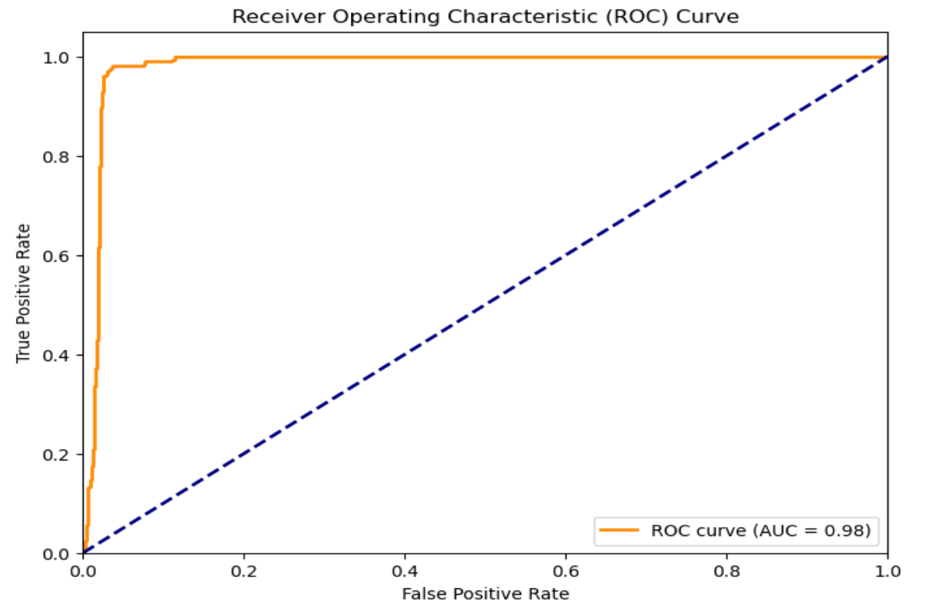 Receiver Operating Characteristic (ROC) Curve
1.0
0.8
0.6
0.4
0.2
0.0
True Positive Rate
ROC curve (AUC = 0.98)
0.0 0.2 0.4 0.6 0.8 1.0
False Positive Rate